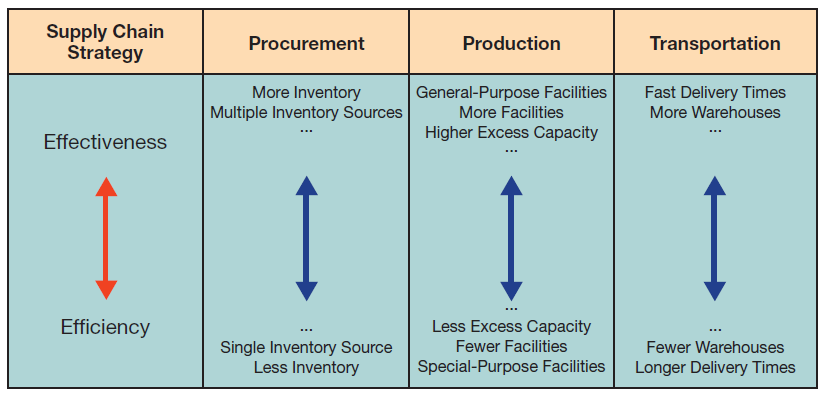 Supply Chain
Strategy
Procurement
Production
Transportation
Effectiveness
Efficiency
More Inventory
Multiple Inventory Sources
...
...
Single Inventory Source
Less Inventory
General-Purpose Facilities
More Facilities
Higher Excess Capacity
...
...
Less Excess Capacity
Fewer Facilities
Special-Purpose Facilities
Fast Delivery Times
More Warehouses
...
...
Fewer Warehouses
Longer Delivery Times